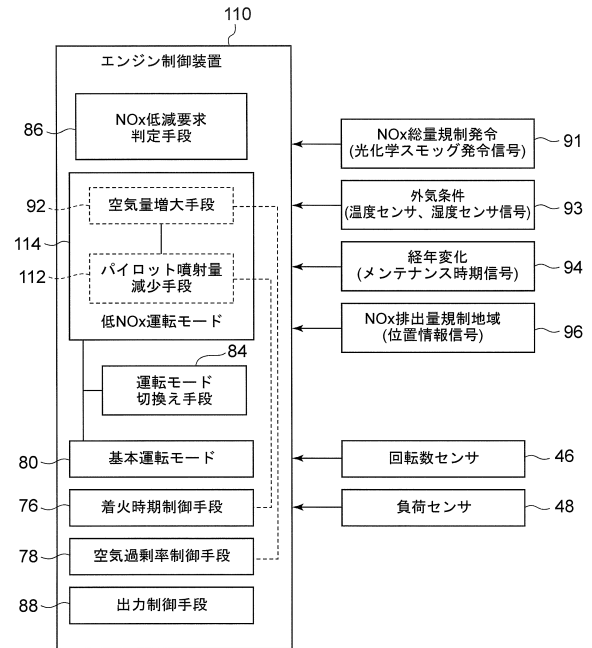 110
エンジン制御装置
86
NOx低減要求
判定手段
92
空気量増大手段
114
112
パイロット噴射量
減少手段
低NOx運転モード
84
運転モード
切換え手段
80
基本運転モード
76
着火時期制御手段
78
空気過剰率制御手段
88
出力制御手段
NOx総量規制発令
(光化学スモッグ発令信号)
91
外気条件
(温度センサ、湿度センサ信号)
93
経年変化
(メンテナンス時期信号)
94
NOx排出量規制地域
(位置情報信号)
96
回転数センサ
46
負荷センサ
48